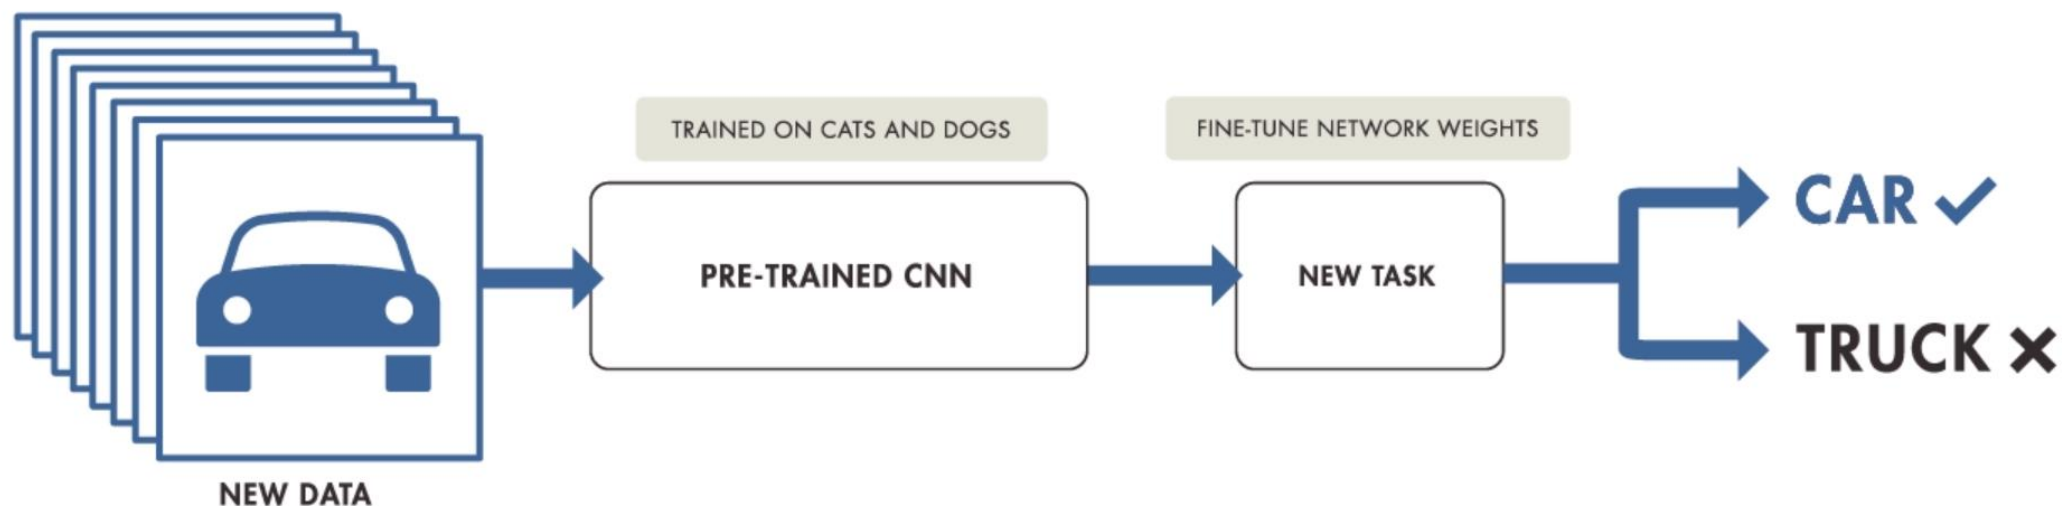 TRAINED ON CATS AND DOGS
FINE-TUNE NETWORK WEIGHTS
CAR
PRE-TRAINED CNN
NEW TASK
TRUCK
NEW DATA